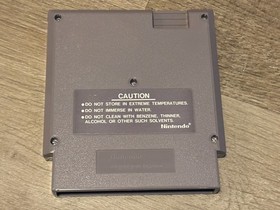 CAUTION
●DO NOT STORE IN EXTREME TEMPERATURES.
●DO NOT IMMERSE IN WATER.
●DO NOT CLEAN WITH BENZENE, THINNER,
ALCOHOL OR OTHER SUCH SOLVENTS.
Nintendo®